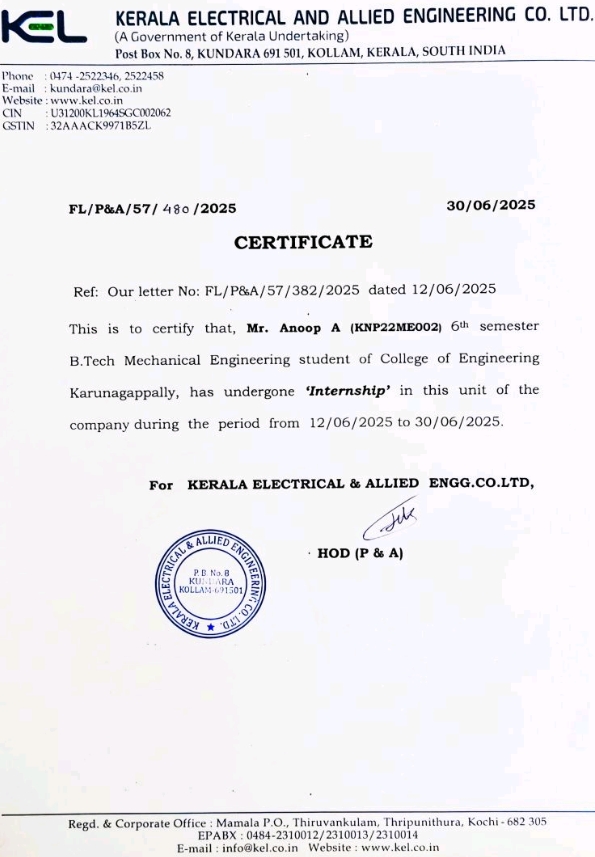 KEL
KERALA ELECTRICAL AND ALLIED ENGINEERING CO. LTD.
(A Government of Kerala Undertaking)
Post Box No. 8, KUNDARA 691 501, KOLLAM, KERALA, SOUTH INDIA
Phone : 0474 -2522346, 2522458
E-mail : kundara@kel.co.in
Website : www.kel.co.in
CIN : U31200KL1964SGC002062
GSTIN : 32AAACK9971B5ZL
FL/P&A/57/ 480 /2025 30/06/2025
CERTIFICATE
Ref: Our letter No: FL/P&A/57/382/2025 dated 12/06/2025
This is to certify that, Mr. Anoop A (KNP22ME002) 6th semester
B.Tech Mechanical Engineering student of College of Engineering
Karunagappally, has undergone ‘Internship’ in this unit of the
company during the period from 12/06/2025 to 30/06/2025.
For KERALA ELECTRICAL & ALLIED ENGG.CO.LTD,
HOD (P & A)
KERALA ELECTRICAL & ALLIED ENGINEERING CO. LTD.
P.B. No. 8
KUNDARA
KOLLAM-691501
Regd. & Corporate Office : Mamala P.O., Thiruvankulam, Thripunithura, Kochi - 682 305
EPABX : 0484-2310012/2310013/2310014
E-mail : info@kel.co.in Website : www.kel.co.in